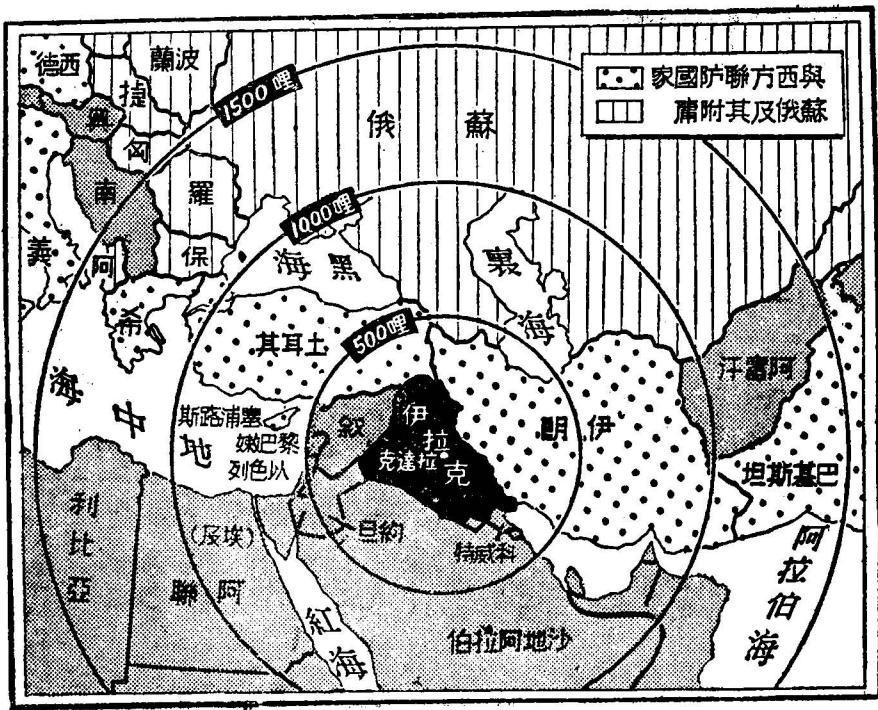 與西方聯防國家
蘇俄及其附庸
1500哩
1000哩
500哩
西德
波蘭
捷
奧
匈
南
羅
保
阿
義
希
蘇俄
黑海
裏海
土耳其
地中海
塞浦路斯
黎巴嫩
以色列
叙
伊拉克
伊朗
阿富汗
巴基斯坦
約旦
科威特
利比亞
(埃及)
阿聯
紅海
沙地阿拉伯
阿拉伯海